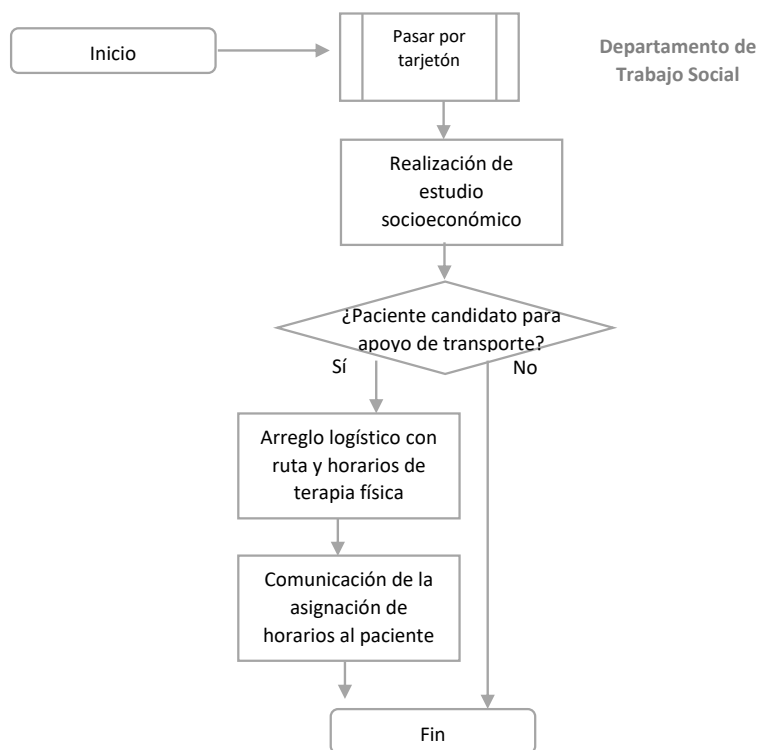 Inicio
Pasar por
tarjetón
Departamento de
Trabajo Social
Realización de
estudio
socioeconómico
¿Paciente candidato para
apoyo de transporte?
Sí
No
Arreglo logístico con
ruta y horarios de
terapia física
Comunicación de la
asignación de
horarios al paciente
Fin